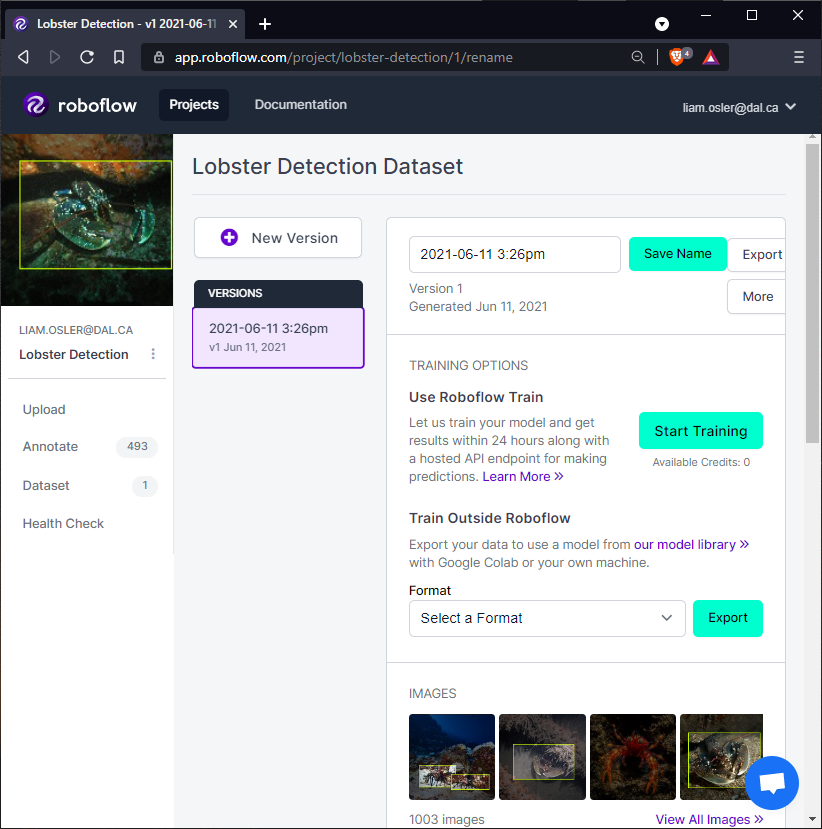 Lobster Detection - v1 2021-06-11
app.roboflow.com/project/lobster-detection/1/rename
4
roboflow
Projects
Documentation
liam.osler@dal.ca
LIAM.OSLER@DAL.CA
Lobster Detection
Upload
Annotate 493
Dataset 1
Health Check
Lobster Detection Dataset
New Version
VERSIONS
2021-06-11 3:26pm
v1 Jun 11, 2021
2021-06-11 3:26pm
Save Name
Export
Version 1
Generated Jun 11, 2021
More
TRAINING OPTIONS
Use Roboflow Train
Let us train your model and get
results within 24 hours along with
a hosted API endpoint for making
predictions. Learn More »
Start Training
Available Credits: 0
Train Outside Roboflow
Export your data to use a model from our model library »
with Google Colab or your own machine.
Format
Select a Format
Export
IMAGES
1003 images
View All Images »